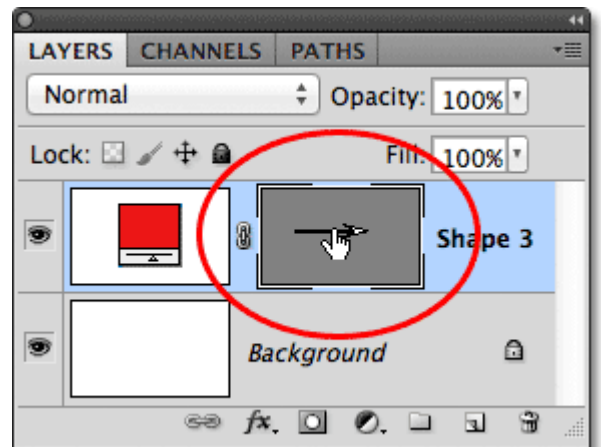 LAYERS CHANNELS PATHS
Normal Opacity: 100%
Lock: Fill: 100%
Shape 3
Background
fx.